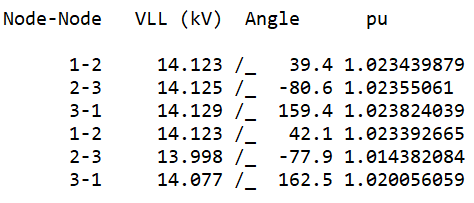 Node-Node VLL (kV) Angle pu
1-2 14.123 /_ 39.4 1.023439879
2-3 14.125 /_ -80.6 1.02355061
3-1 14.129 /_ 159.4 1.023824039
1-2 14.123 /_ 42.1 1.023392665
2-3 13.998 /_ -77.9 1.014382084
3-1 14.077 /_ 162.5 1.020056059